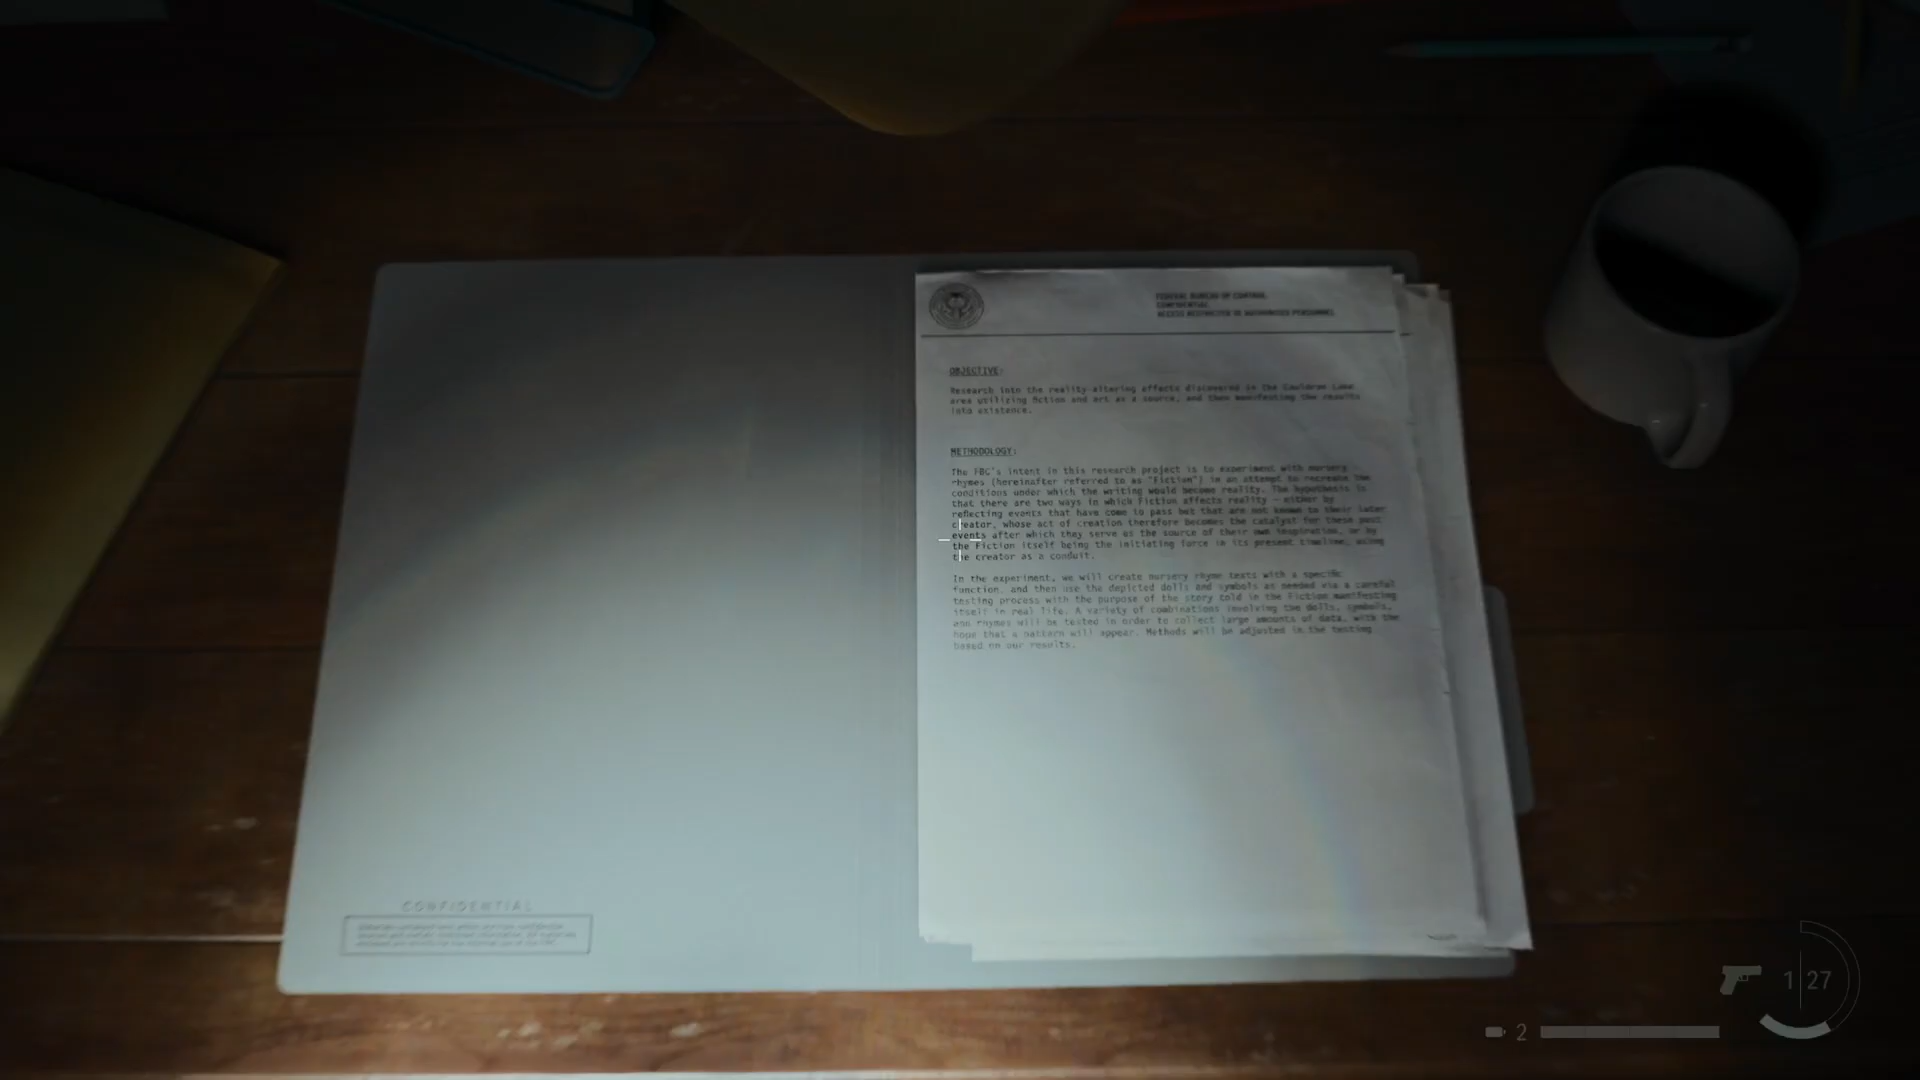 FEDERAL BUREAU OF CONTROL
CONFIDENTIAL
ACCESS RESTRICTED TO AUTHORIZED PERSONNEL
OBJECTIVE:
Research into the reality-altering effects discovered in the Cauldron Lake
area utilizing fiction and art as a source, and then manifesting the results
into existence.
METHODOLOGY:
The FBC's intent in this research project is to experiment with nursery
rhymes (hereinafter referred to as "Fiction") in an attempt to recreate the
conditions under which the writing would become reality. The hypothesis is
that there are two ways in which Fiction affects reality – either by
reflecting events that have come to pass but that are not known to their later
creator, whose act of creation therefore becomes the catalyst for these past
events after which they serve as the source of their own inspiration, or by
the Fiction itself being the initiating force in its present timeline, using
the creator as a conduit.
In the experiment, we will create nursery rhyme texts with a specific
function, and then use the depicted dolls and symbols as needed via a careful
testing process with the purpose of the story told in the Fiction manifesting
itself in real life. A variety of combinations involving the dolls, symbols,
and rhymes will be tested in order to collect large amounts of data, with the
hope that a pattern will appear. Methods will be adjusted in the testing
based on our results.
CONFIDENTIAL
1 27
2